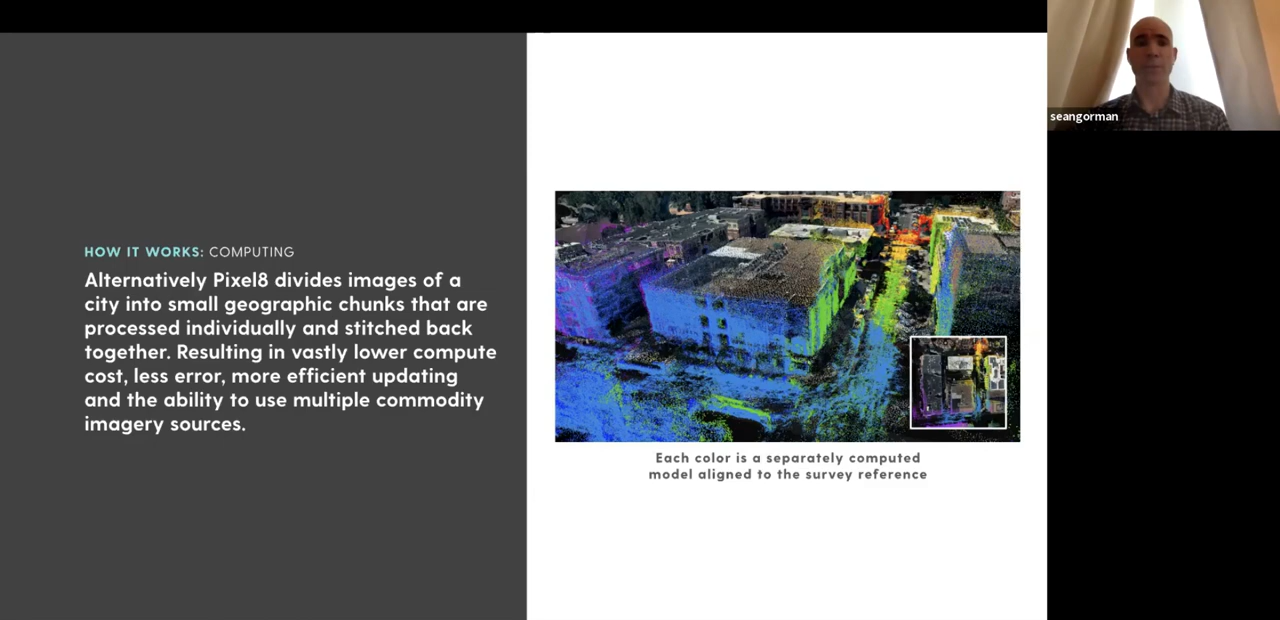 HOW IT WORKS: COMPUTING
Alternatively Pixel8 divides images of a
city into small geographic chunks that are
processed individually and stitched back
together. Resulting in vastly lower compute
cost, less error, more efficient updating
and the ability to use multiple commodity
imagery sources.
Each color is a separately computed
model aligned to the survey reference
seangorman